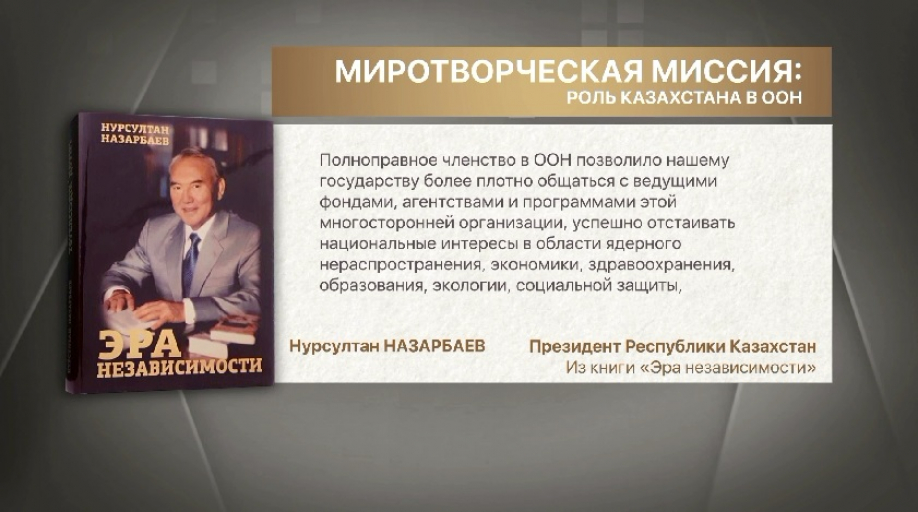 МИРОТВОРЧЕСКАЯ МИССИЯ:
РОЛЬ КАЗАХСТАНА В ООН
НУРСУЛТАН
НАЗАРБАЕВ
ЭРА
НЕЗАВИСИМОСТИ
Полноправное членство в ООН позволило нашему
государству более плотно общаться с ведущими
фондами, агентствами и программами этой
многосторонней организации, успешно отстаивать
национальные интересы в области ядерного
нераспространения, экономики, здравоохранения,
образования, экологии, социальной защиты,
Нурсултан НАЗАРБАЕВ
Президент Республики Казахстан
Из книги «Эра независимости»